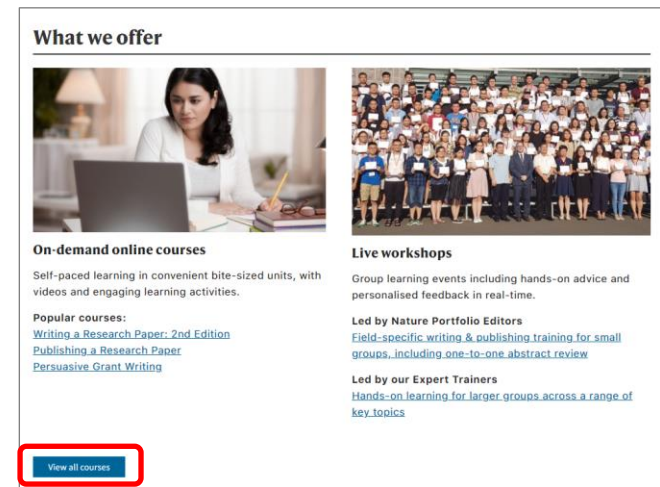 What we offer
On-demand online courses
Self-paced learning in convenient bite-sized units, with
videos and engaging learning activities.
Popular courses:
Writing a Research Paper: 2nd Edition
Publishing a Research Paper
Persuasive Grant Writing
Live workshops
Group learning events including hands-on advice and
personalised feedback in real-time.
Led by Nature Portfolio Editors
Field-specific writing & publishing training for small
groups, including one-to-one abstract review
Led by our Expert Trainers
Hands-on learning for larger groups across a range of
key topics
View all courses